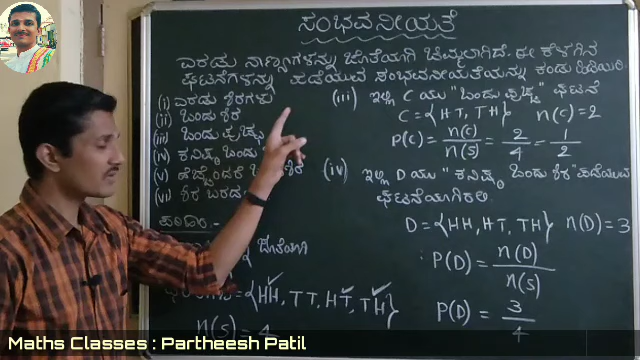 ಸಂಭವನೀಯತೆ
ಎರಡು ನಾಣ್ಯಗಳನ್ನು ಜೊತೆಯಾಗಿ ಚಿಮ್ಮಲಾಗಿದೆ. ಈ ಕೆಳಗಿನ
ಘಟನೆಗಳನ್ನು ಪಡೆಯುವ ಸಂಭವನೀಯತೆಯನ್ನು ಕಂಡು ಹಿಡಿಯಿರಿ.
(i) ಎರಡು ಶಿರಗಳು
(ii) ಒಂದು ಶಿರ
(iii) ಒಂದು ಪುಚ್ಛ
(iv) ಕನಿಷ್ಠ ಒಂದು
(v) ಹೆಚ್ಚೆಂದರೆ ಶಿರ
(vi) ಶಿರ ಬರದ
ಜೊತೆಯಾಗಿ
= {HH, TT, HT, TH}
n(S) = 4
(iii) ಇಲ್ಲಿ C ಯು "ಒಂದು ಪುಚ್ಛ" ಘಟನೆ
C = {HT, TH} n(C) = 2
P(C) = n(C)/n(S) = 2/4 = 1/2
(iv) ಇಲ್ಲಿ D ಯು "ಕನಿಷ್ಠ ಒಂದು ಶಿರ" ಪಡೆಯುವ
ಘಟನೆಯಾಗಿರಲಿ.
D = {HH, HT, TH} n(D) = 3
P(D) = n(D)/n(S)
P(D) = 3/4
Maths Classes : Partheesh Patil